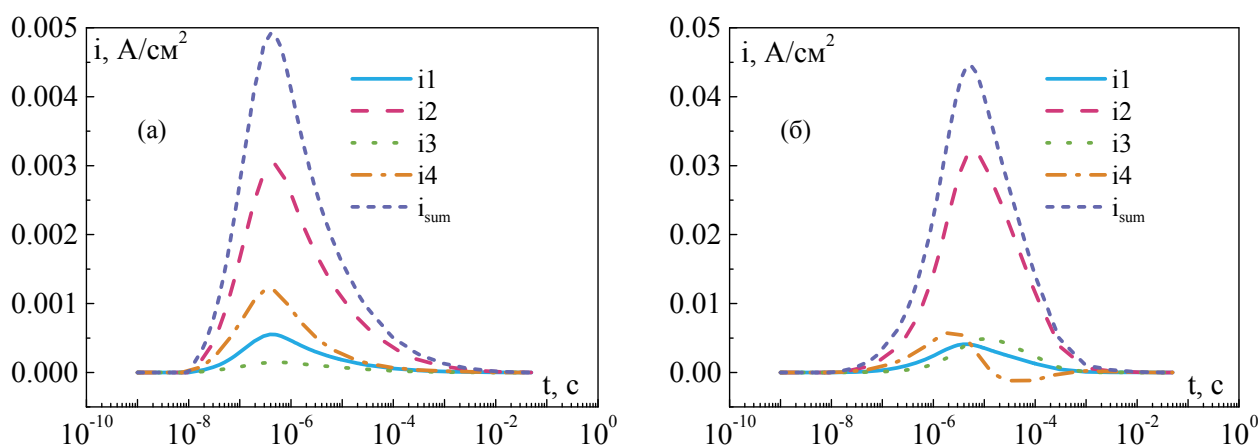 i, А/см²
(а)
0.005
0.004
0.003
0.002
0.001
0.000
i1
i2
i3
i4
i_sum
t, с
10⁻¹⁰ 10⁻⁸ 10⁻⁶ 10⁻⁴ 10⁻² 10⁰
i, А/см²
(б)
0.05
0.04
0.03
0.02
0.01
0.00
i1
i2
i3
i4
i_sum
t, с
10⁻¹⁰ 10⁻⁸ 10⁻⁶ 10⁻⁴ 10⁻² 10⁰